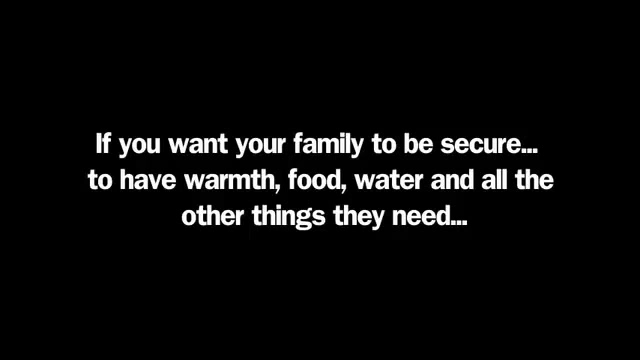 If you want your family to be secure...
to have warmth, food, water and all the
other things they need...